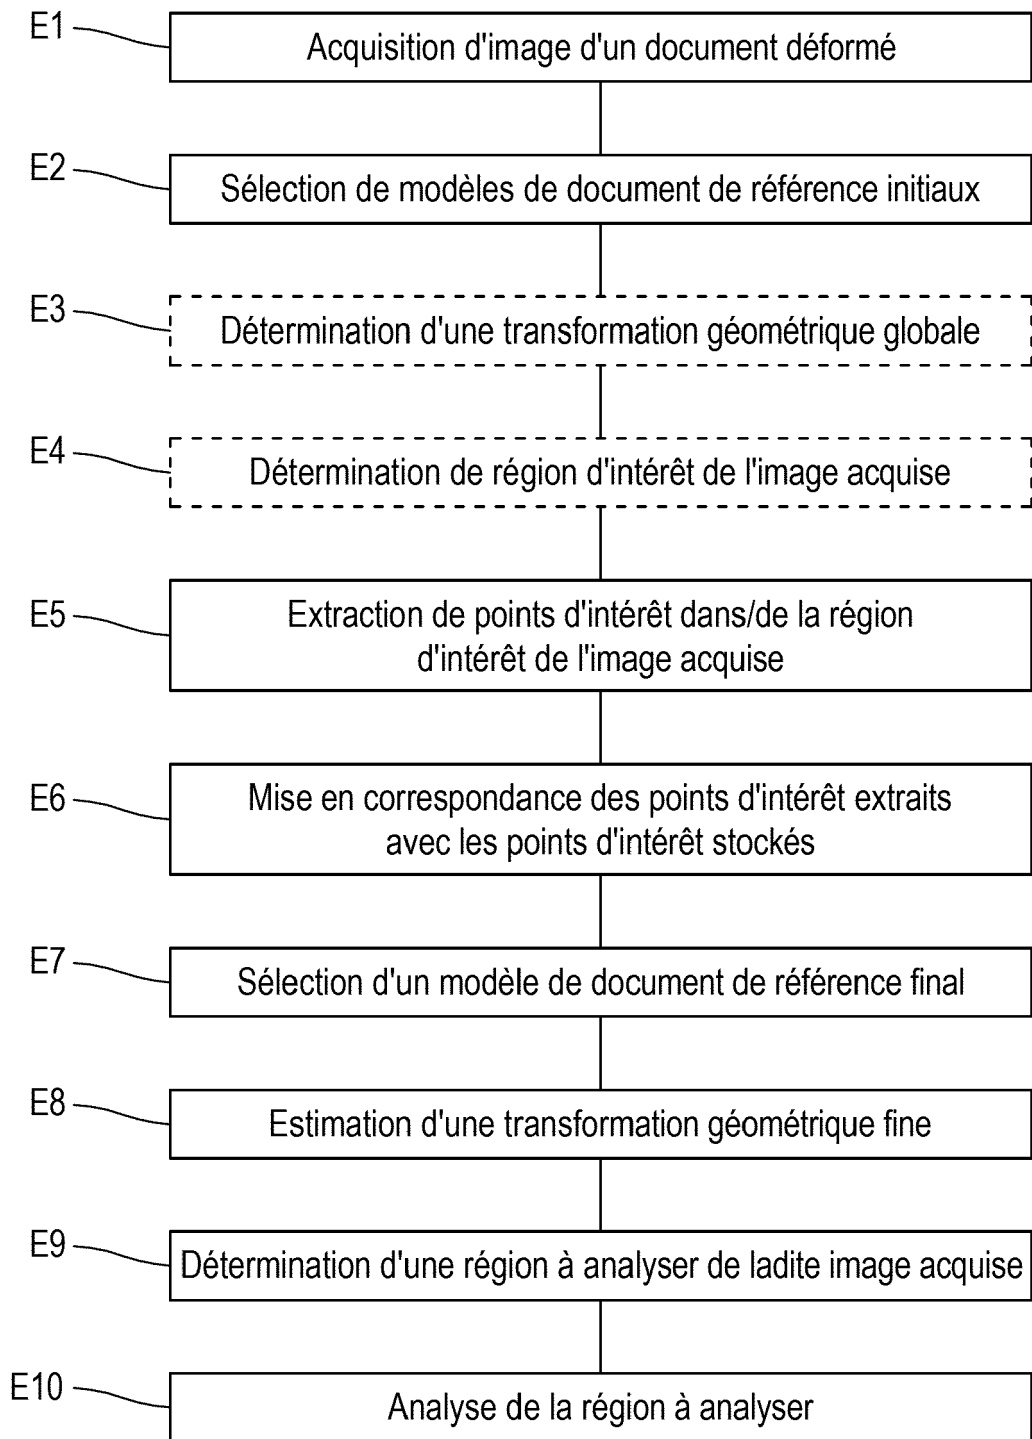 E1
Acquisition d'image d'un document déformé
E2
Sélection de modèles de document de référence initiaux
E3
Détermination d'une transformation géométrique globale
E4
Détermination de région d'intérêt de l'image acquise
E5
Extraction de points d'intérêt dans/de la région
d'intérêt de l'image acquise
E6
Mise en correspondance des points d'intérêt extraits
avec les points d'intérêt stockés
E7
Sélection d'un modèle de document de référence final
E8
Estimation d'une transformation géométrique fine
E9
Détermination d'une région à analyser de ladite image acquise
E10
Analyse de la région à analyser